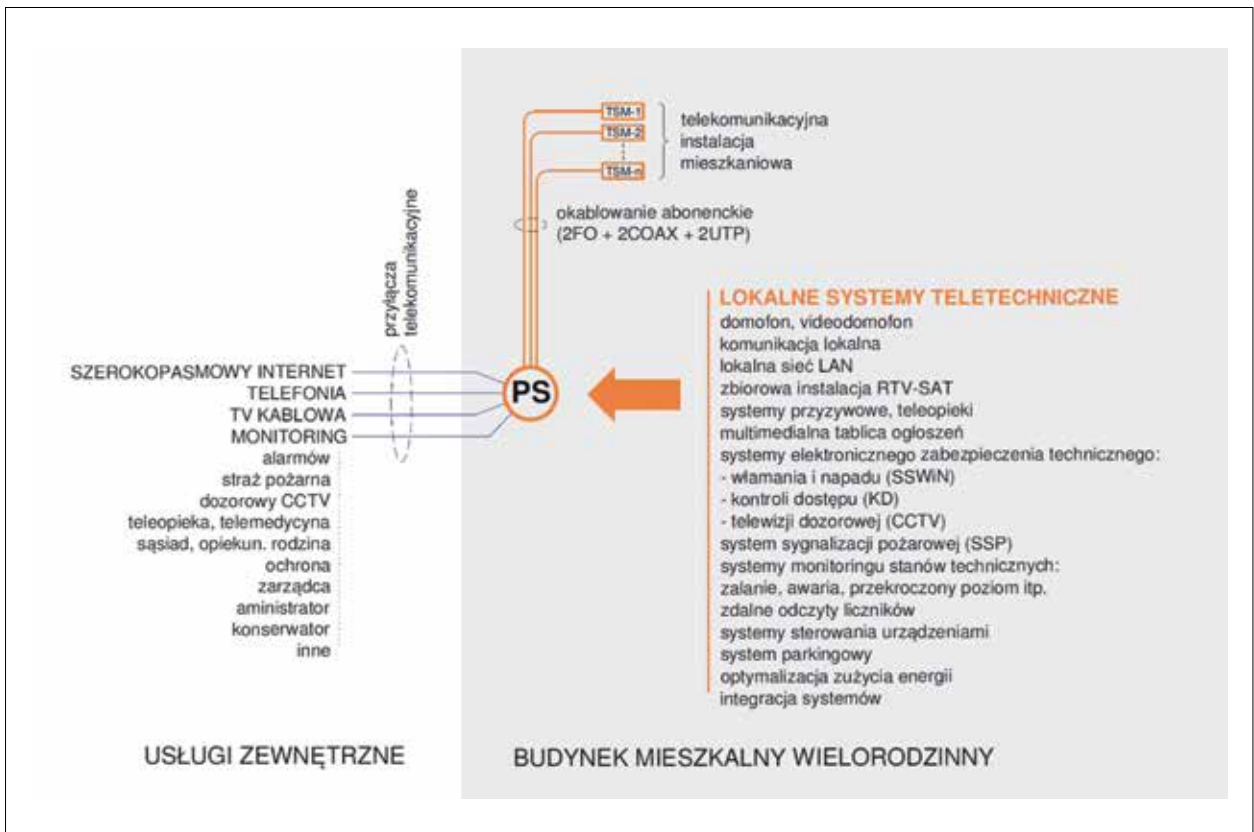 TSM-1
TSM-2
TSM-n
telekomunikacyjna
instalacja
mieszkaniowa
okablowanie abonenckie
(2FO + 2COAX + 2UTP)
przyłącza
telekomunikacyjne
SZEROKOPASMOWY INTERNET
TELEFONIA
TV KABLOWA
MONITORING
alarmów
straż pożarna
dozorowy CCTV
teleopieka, telemedycyna
sąsiad, opiekun. rodzina
ochrona
zarządca
aministrator
konserwator
inne
PS
LOKALNE SYSTEMY TELETECHNICZNE
domofon, videodomofon
komunikacja lokalna
lokalna sieć LAN
zbiorowa instalacja RTV-SAT
systemy przyzywowe, teleopieki
multimedialna tablica ogłoszeń
systemy elektronicznego zabezpieczenia technicznego:
- włamania i napadu (SSWiN)
- kontroli dostępu (KD)
- telewizji dozorowej (CCTV)
system sygnalizacji pożarowej (SSP)
systemy monitoringu stanów technicznych:
zalanie, awaria, przekroczony poziom itp.
zdalne odczyty liczników
systemy sterowania urządzeniami
system parkingowy
optymalizacja zużycia energii
integracja systemów
USŁUGI ZEWNĘTRZNE
BUDYNEK MIESZKALNY WIELORODZINNY